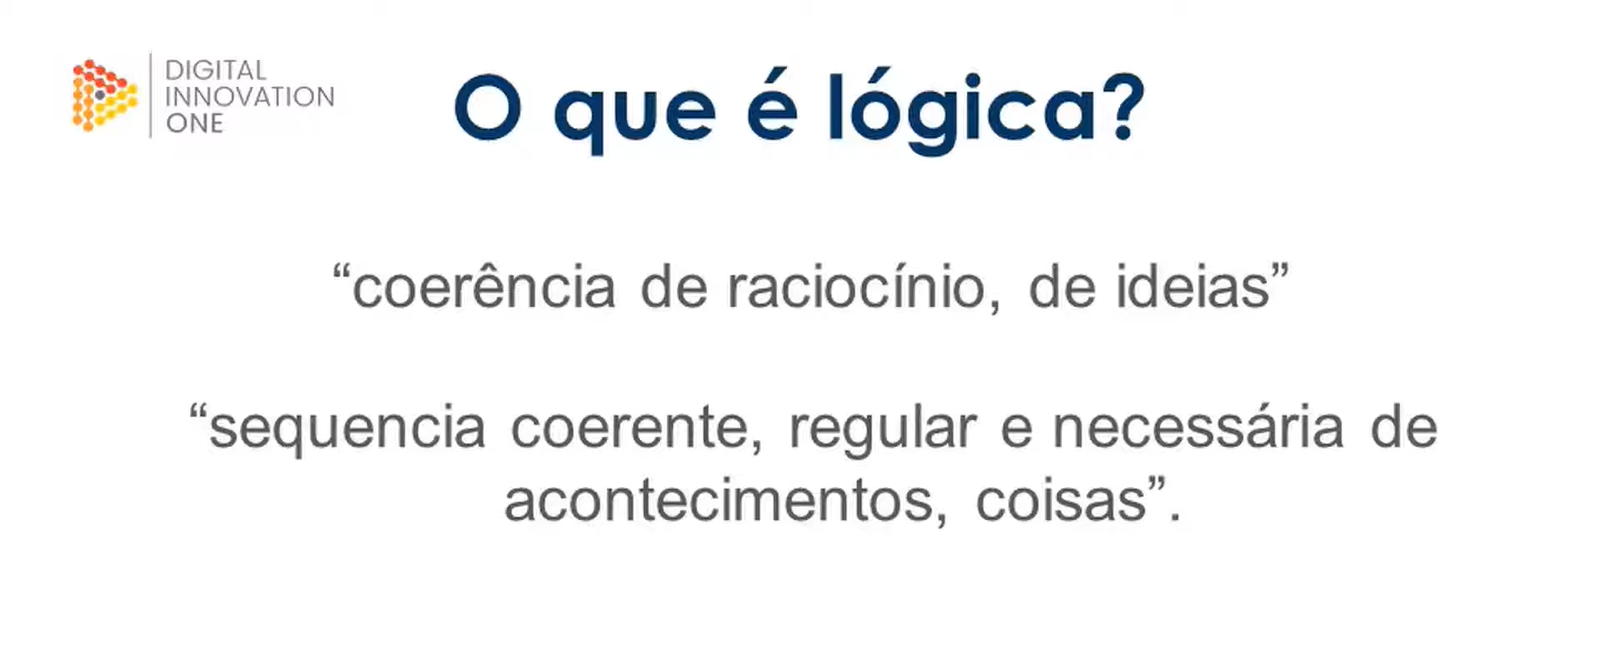 DIGITAL
INNOVATION
ONE
O que é lógica?
“coerência de raciocínio, de ideias”
“sequencia coerente, regular e necessária de
acontecimentos, coisas”.